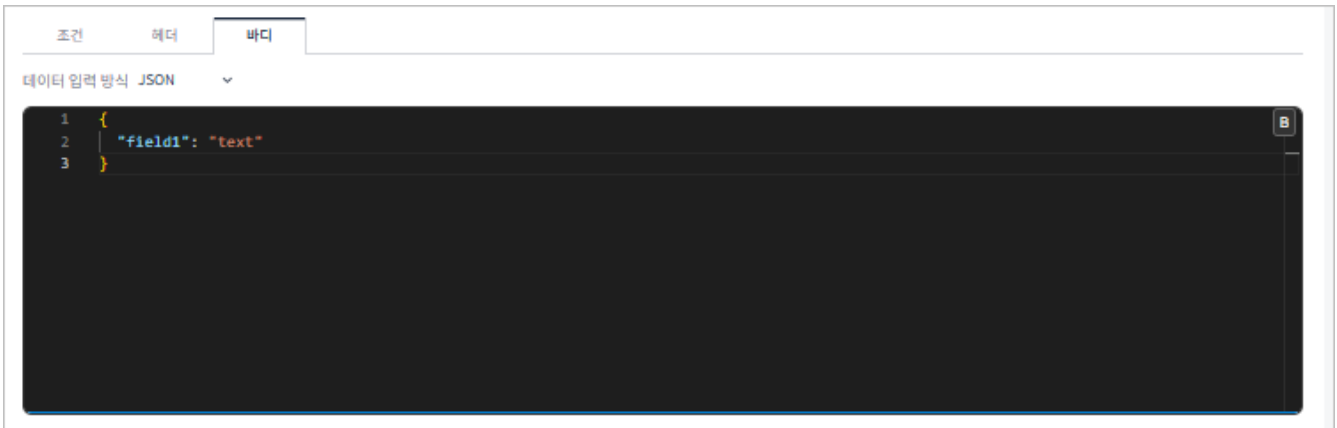 조건 헤더 바디
데이터 입력 방식 JSON
B
1 {
2 "field1": "text"
3 }